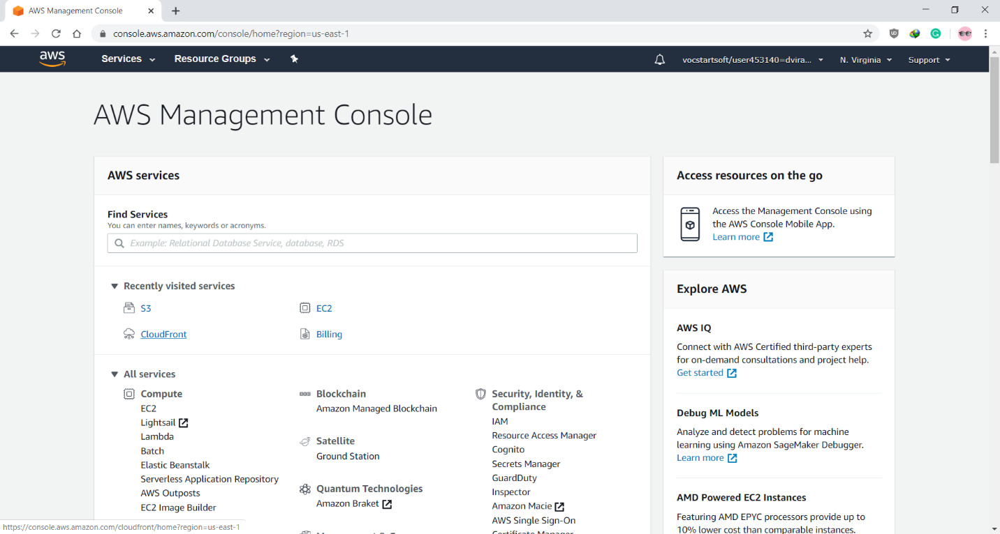 AWS Management Console
console.aws.amazon.com/console/home?region=us-east-1
aws
Services
Resource Groups
vocstartsoft/user453140=dvira...
N. Virginia
Support
AWS Management Console
AWS services
Find Services
You can enter names, keywords or acronyms.
Example: Relational Database Service, database, RDS
Recently visited services
S3
EC2
CloudFront
Billing
All services
Compute
EC2
Lightsail
Lambda
Batch
Elastic Beanstalk
Serverless Application Repository
AWS Outposts
EC2 Image Builder
Blockchain
Amazon Managed Blockchain
Satellite
Ground Station
Quantum Technologies
Amazon Braket
Security, Identity, &
Compliance
IAM
Resource Access Manager
Cognito
Secrets Manager
GuardDuty
Inspector
Amazon Macie
AWS Single Sign-On
Certificate Manager
Access resources on the go
Access the Management Console using
the AWS Console Mobile App.
Learn more
Explore AWS
AWS IQ
Connect with AWS Certified third-party experts
for on-demand consultations and project help.
Get started
Debug ML Models
Analyze and detect problems for machine
learning using Amazon SageMaker Debugger.
Learn more
AMD Powered EC2 Instances
Featuring AMD EPYC processors provide up to
10% lower cost than comparable instances.
https://console.aws.amazon.com/cloudfront/home?region=us-east-1